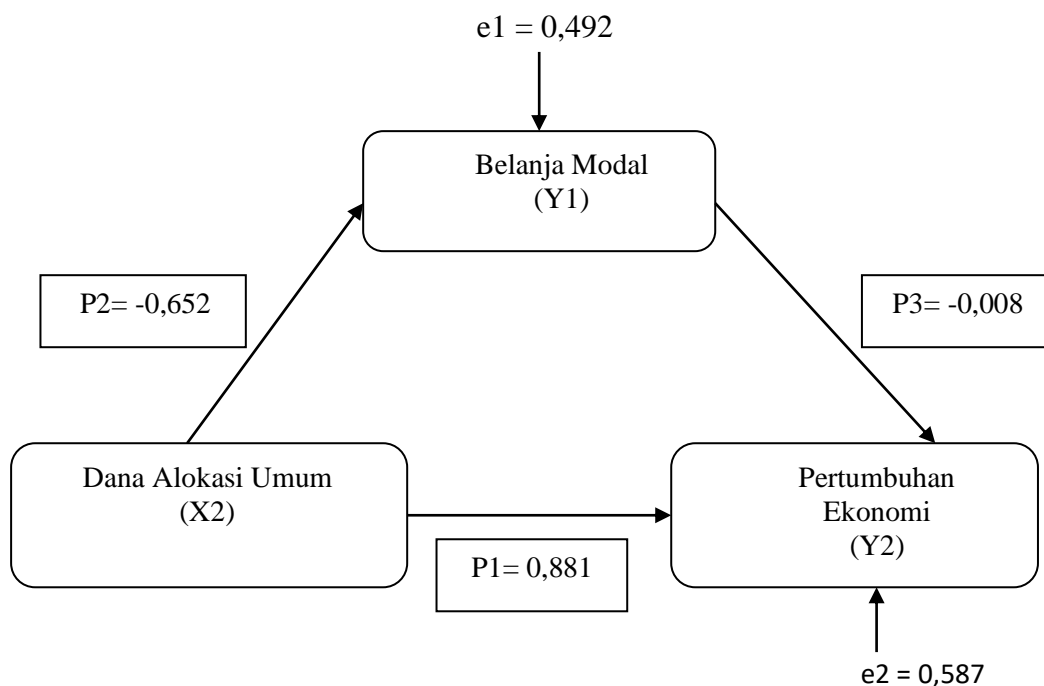 e1 = 0,492
Belanja Modal
(Y1)
P2= -0,652
P3= -0,008
Dana Alokasi Umum
(X2)
Pertumbuhan
Ekonomi
(Y2)
P1= 0,881
e2 = 0,587